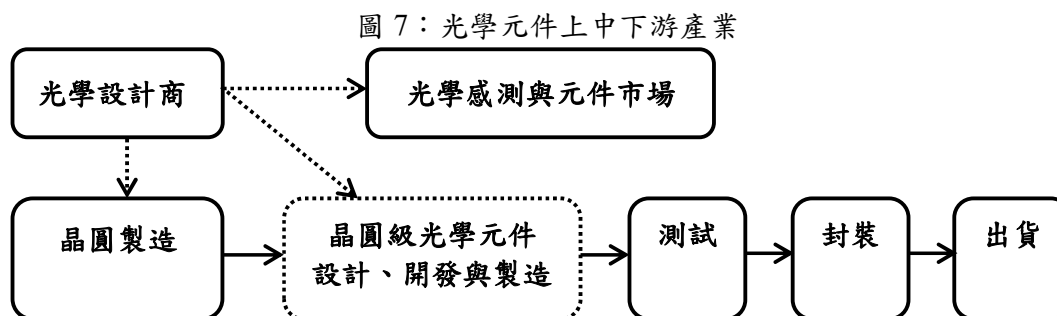 圖 7：光學元件上中下游產業
光學設計商
光學感測與元件市場
晶圓製造
晶圓級光學元件
設計、開發與製造
測試
封裝
出貨